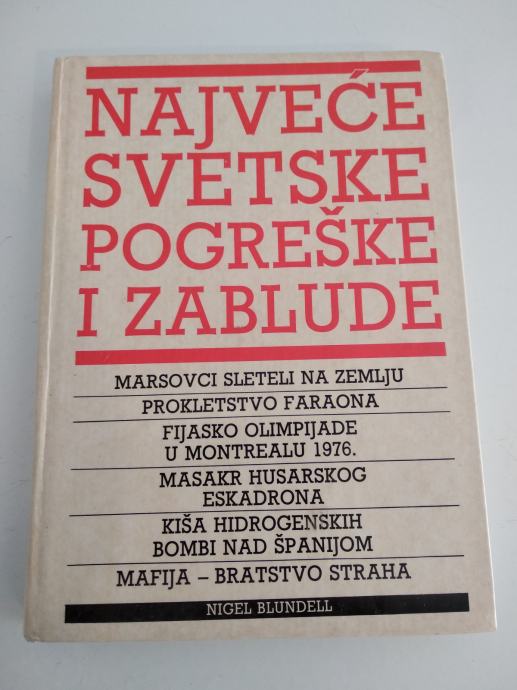 NAJVEĆE
SVETSKE
POGREŠKE
I ZABLUDE
MARSOVCI SLETELI NA ZEMLJU
PROKLETSTVO FARAONA
FIJASKO OLIMPIJADE
U MONTREALU 1976.
MASAKR HUSARSKOG
ESKADRONA
KIŠA HIDROGENSKIH
BOMBI NAD ŠPANIJOM
MAFIJA – BRATSTVO STRAHA
NIGEL BLUNDELL